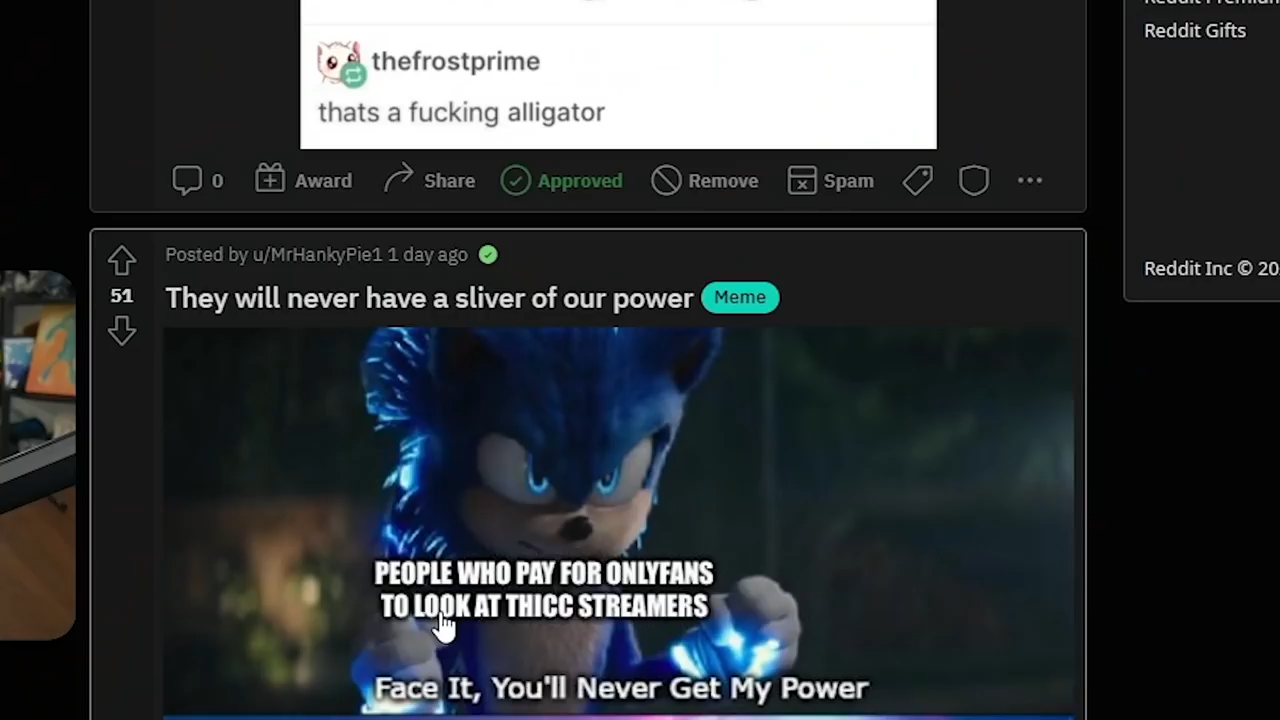 Reddit Gifts
thefrostprime
thats a fucking alligator
0 Award Share Approved Remove Spam
Posted by u/MrHankyPie1 1 day ago
51
They will never have a sliver of our power Meme
Reddit Inc © 20
PEOPLE WHO PAY FOR ONLYFANS
TO LOOK AT THICC STREAMERS
Face It, You'll Never Get My Power